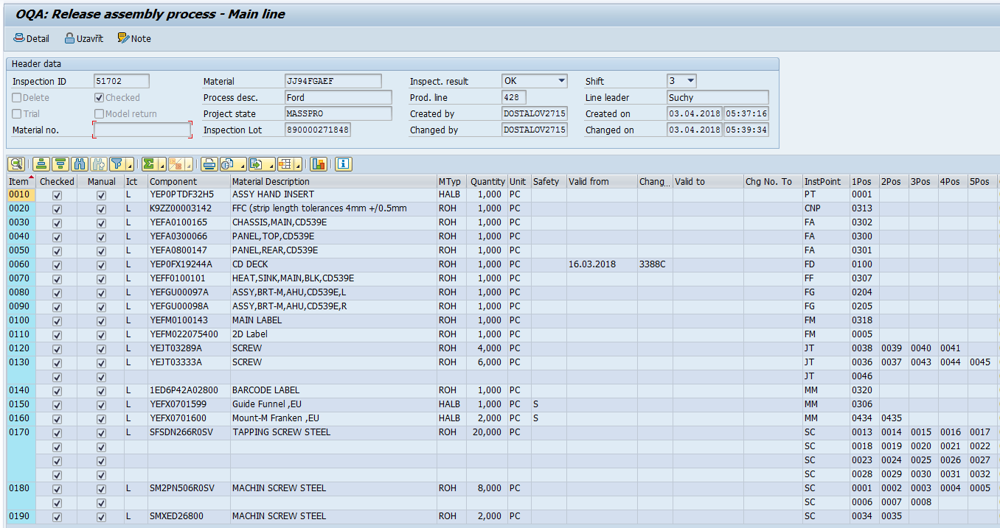 OQA: Release assembly process - Main line
Detail Uzavřít Note
Header data
Inspection ID 51702 Material JJ94FGAEF Inspect. result OK Shift 3
Delete Checked Process desc. Ford Prod. line 428 Line leader Suchy
Trial Model return Project state MASSPRO Created by DOSTALOV2715 Created on 03.04.2018 05:37:16
Material no. Inspection Lot 890000271848 Changed by DOSTALOV2715 Changed on 03.04.2018 05:39:34
Item Checked Manual Ict Component Material Description MTyp Quantity Unit Safety Valid from Chang... Valid to Chg No. To InstPoint 1Pos 2Pos 3Pos 4Pos 5Pos
0010 L YEP0PTDF32H5 ASSY HAND INSERT HALB 1,000 PC PT 0001
0020 L K9ZZ00003142 FFC (strip length tolerances 4mm +/0.5mm ROH 1,000 PC CNP 0313
0030 L YEFA0100165 CHASSIS,MAIN,CD539E ROH 1,000 PC FA 0302
0040 L YEFA0300066 PANEL,TOP,CD539E ROH 1,000 PC FA 0300
0050 L YEFA0800147 PANEL,REAR,CD539E ROH 1,000 PC FA 0301
0060 L YEP0FX19244A CD DECK ROH 1,000 PC 16.03.2018 3388C FD 0100
0070 L YEFF0100101 HEAT,SINK,MAIN,BLK,CD539E ROH 1,000 PC FF 0307
0080 L YEFGU00097A ASSY,BRT-M,AHU,CD539E,L ROH 1,000 PC FG 0204
0090 L YEFGU00098A ASSY,BRT-M,AHU,CD539E,R ROH 1,000 PC FG 0205
0100 L YEFM0100143 MAIN LABEL ROH 1,000 PC FM 0318
0110 L YEFM022075400 2D Label ROH 1,000 PC FM 0005
0120 L YEJT03289A SCREW ROH 4,000 PC JT 0038 0039 0040 0041
0130 L YEJT03333A SCREW ROH 6,000 PC JT 0036 0037 0043 0044 0045
JT 0046
0140 L 1ED6P42A02800 BARCODE LABEL ROH 1,000 PC MM 0320
0150 L YEFX0701599 Guide Funnel ,EU HALB 1,000 PC S MM 0306
0160 L YEFX0701600 Mount-M Franken ,EU HALB 2,000 PC S MM 0434 0435
0170 L SFSDN266R0SV TAPPING SCREW STEEL ROH 20,000 PC SC 0013 0014 0015 0016 0017
SC 0018 0019 0020 0021 0022
SC 0023 0024 0025 0026 0027
SC 0028 0029 0030 0031 0032
0180 L SM2PN506R0SV MACHIN SCREW STEEL ROH 8,000 PC SC 0001 0002 0003 0004 0005
SC 0006 0007 0008
0190 L SMXED26800 MACHIN SCREW STEEL ROH 2,000 PC SC 0034 0035